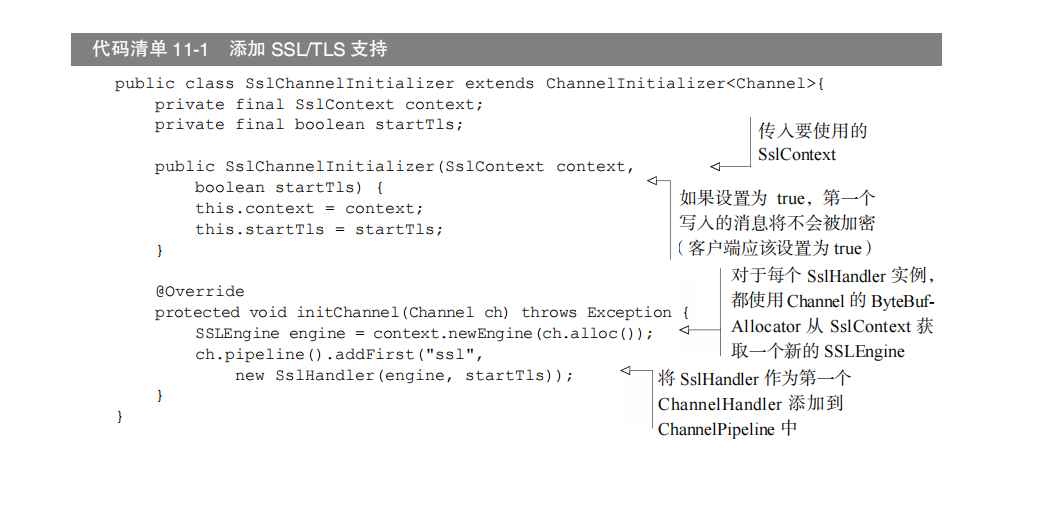 代码清单 11-1 添加 SSL/TLS 支持
public class SslChannelInitializer extends ChannelInitializer<Channel>{
private final SslContext context;
private final boolean startTls;
传入要使用的
SslContext
public SslChannelInitializer(SslContext context,
boolean startTls) {
this.context = context;
this.startTls = startTls;
}
如果设置为 true，第一个
写入的消息将不会被加密
（客户端应该设置为 true）
@Override
protected void initChannel(Channel ch) throws Exception {
SSLEngine engine = context.newEngine(ch.alloc());
ch.pipeline().addFirst("ssl",
new SslHandler(engine, startTls));
}
}
对于每个 SslHandler 实例，
都使用 Channel 的 ByteBuf-
Allocator 从 SslContext 获
取一个新的 SSLEngine
将 SslHandler 作为第一个
ChannelHandler 添加到
ChannelPipeline 中